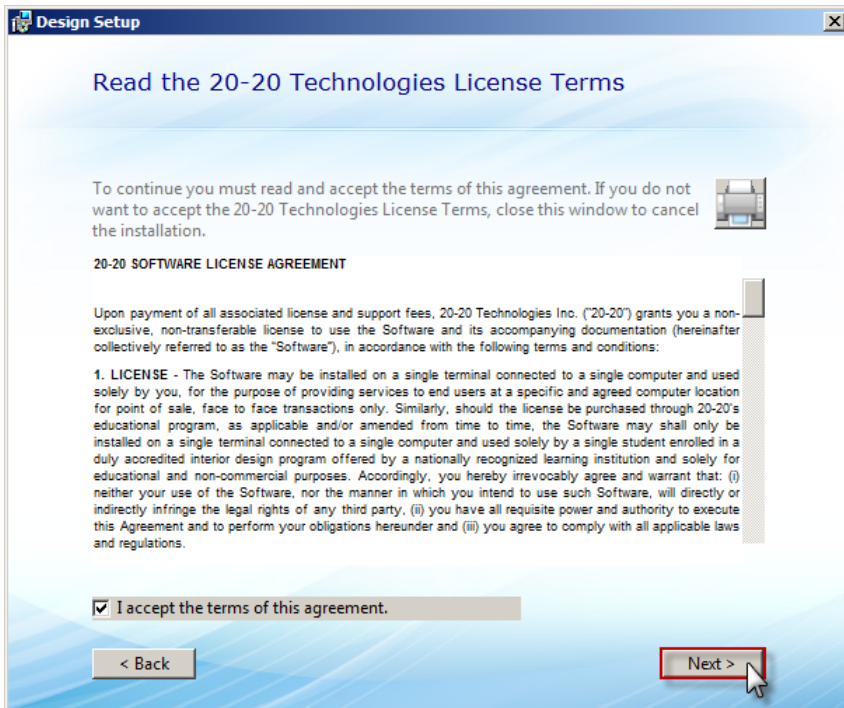 Design Setup
Read the 20-20 Technologies License Terms
To continue you must read and accept the terms of this agreement. If you do not
want to accept the 20-20 Technologies License Terms, close this window to cancel
the installation.
20-20 SOFTWARE LICENSE AGREEMENT
Upon payment of all associated license and support fees, 20-20 Technologies Inc. ("20-20") grants you a non-
exclusive, non-transferable license to use the Software and its accompanying documentation (hereinafter
collectively referred to as the "Software"), in accordance with the following terms and conditions:
1. LICENSE - The Software may be installed on a single terminal connected to a single computer and used
solely by you, for the purpose of providing services to end users at a specific and agreed computer location
for point of sale, face to face transactions only. Similarly, should the license be purchased through 20-20's
educational program, as applicable and/or amended from time to time, the Software may shall only be
installed on a single terminal connected to a single computer and used solely by a single student enrolled in a
duly accredited interior design program offered by a nationally recognized learning institution and solely for
educational and non-commercial purposes. Accordingly, you hereby irrevocably agree and warrant that: (i)
neither your use of the Software, nor the manner in which you intend to use such Software, will directly or
indirectly infringe the legal rights of any third party, (ii) you have all requisite power and authority to execute
this Agreement and to perform your obligations hereunder and (iii) you agree to comply with all applicable laws
and regulations.
I accept the terms of this agreement.
< Back
Next >